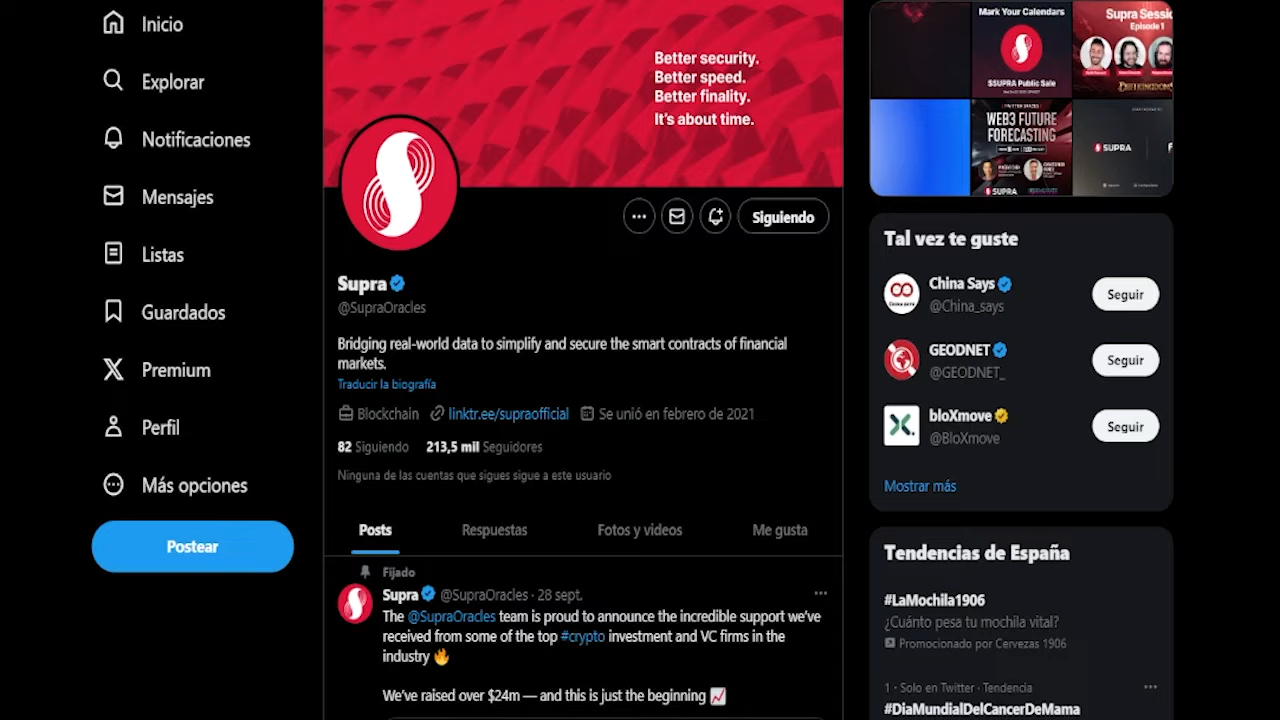 Inicio
Explorar
Notificaciones
Mensajes
Listas
Guardados
Premium
Perfil
Más opciones
Postear
Better security.
Better speed.
Better finality.
It's about time.
Siguiendo
Supra
@SupraOracles
Bridging real-world data to simplify and secure the smart contracts of financial
markets.
Traducir la biografía
Blockchain linktr.ee/supraofficial Se unió en febrero de 2021
82 Siguiendo 213,5 mil Seguidores
Ninguna de las cuentas que sigues sigue a este usuario
Posts Respuestas Fotos y videos Me gusta
Fijado
Supra @SupraOracles · 28 sept.
The @SupraOracles team is proud to announce the incredible support we've
received from some of the top #crypto investment and VC firms in the
industry 🔥
We've raised over $24m — and this is just the beginning 📈
Mark Your Calendars
$SUPRA Public Sale
Supra Sessio
Episode 1
DEFI KINGDOMS
TWITTER SPACES
WEB3 FUTURE
FORECASTING
SUPRA
SUPRA
Tal vez te guste
China Says
@China_says
Seguir
GEODNET
@GEODNET_
Seguir
bloXmove
@BloXmove
Seguir
Mostrar más
Tendencias de España
#LaMochila1906
¿Cuánto pesa tu mochila vital?
Promocionado por Cervezas 1906
1 · Solo en Twitter · Tendencia
#DiaMundialDelCancerDeMama